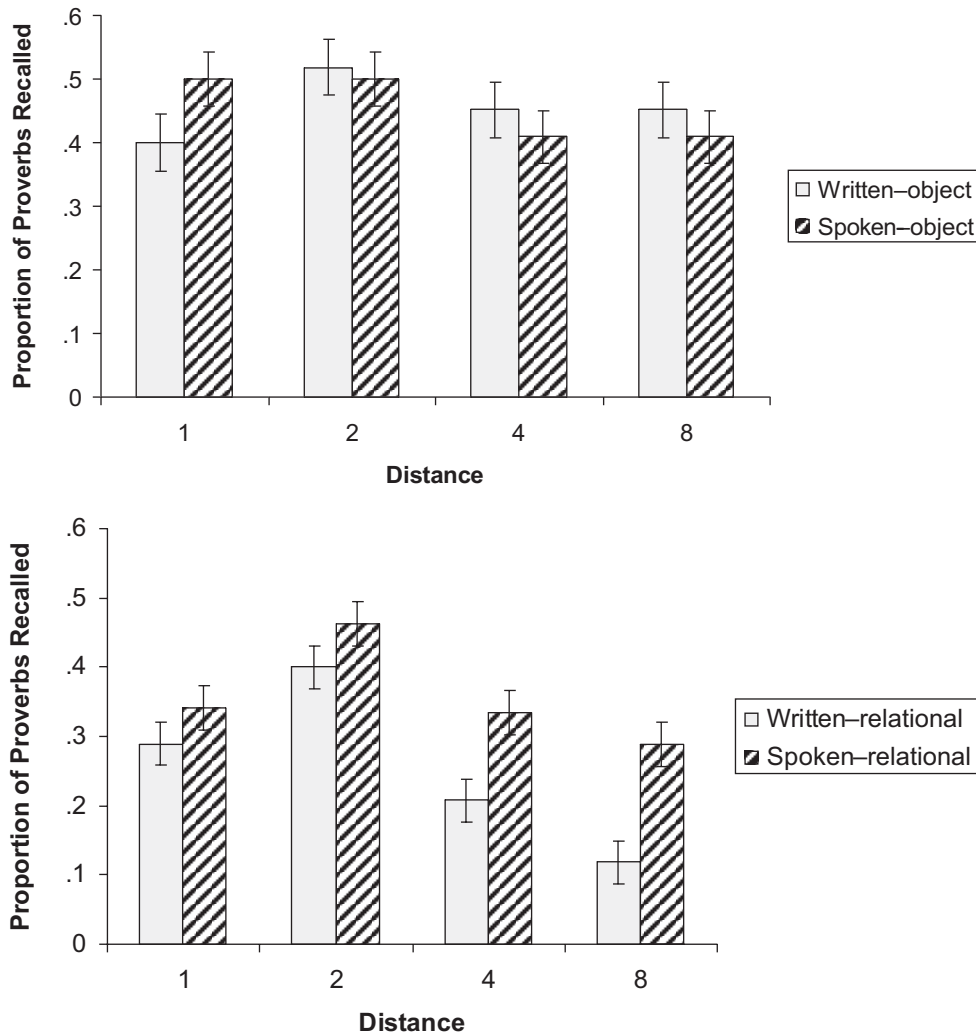 .6
.5
.4
.3
.2
.1
0
Proportion of Proverbs Recalled
1 2 4 8
Distance
Written–object
Spoken–object
.6
.5
.4
.3
.2
.1
0
Proportion of Proverbs Recalled
1 2 4 8
Distance
Written–relational
Spoken–relational